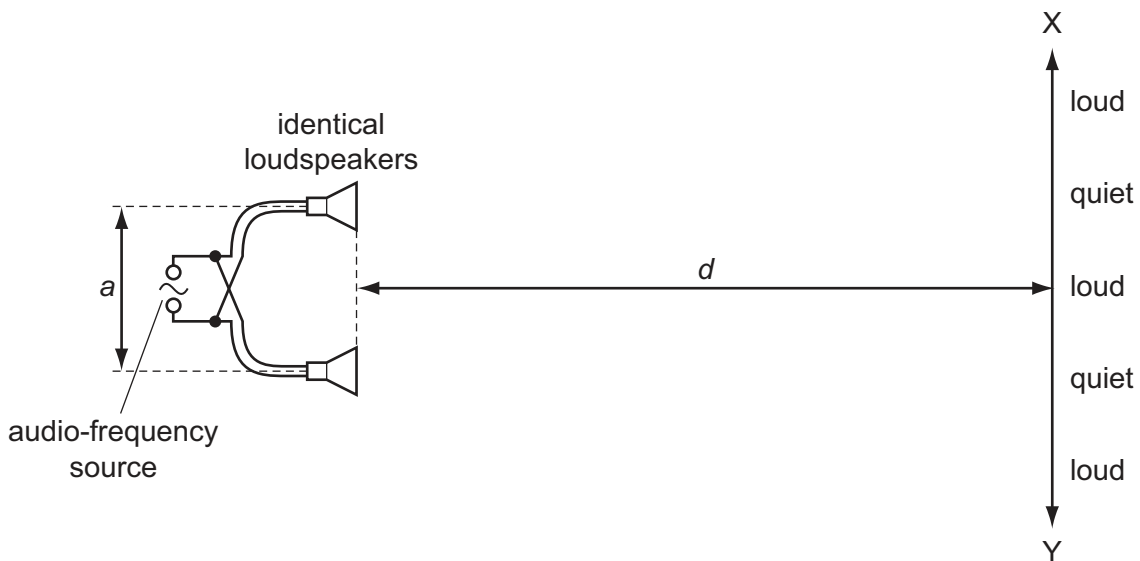 X
loud
identical
loudspeakers
quiet
a
d
loud
quiet
audio-frequency
source
loud
Y